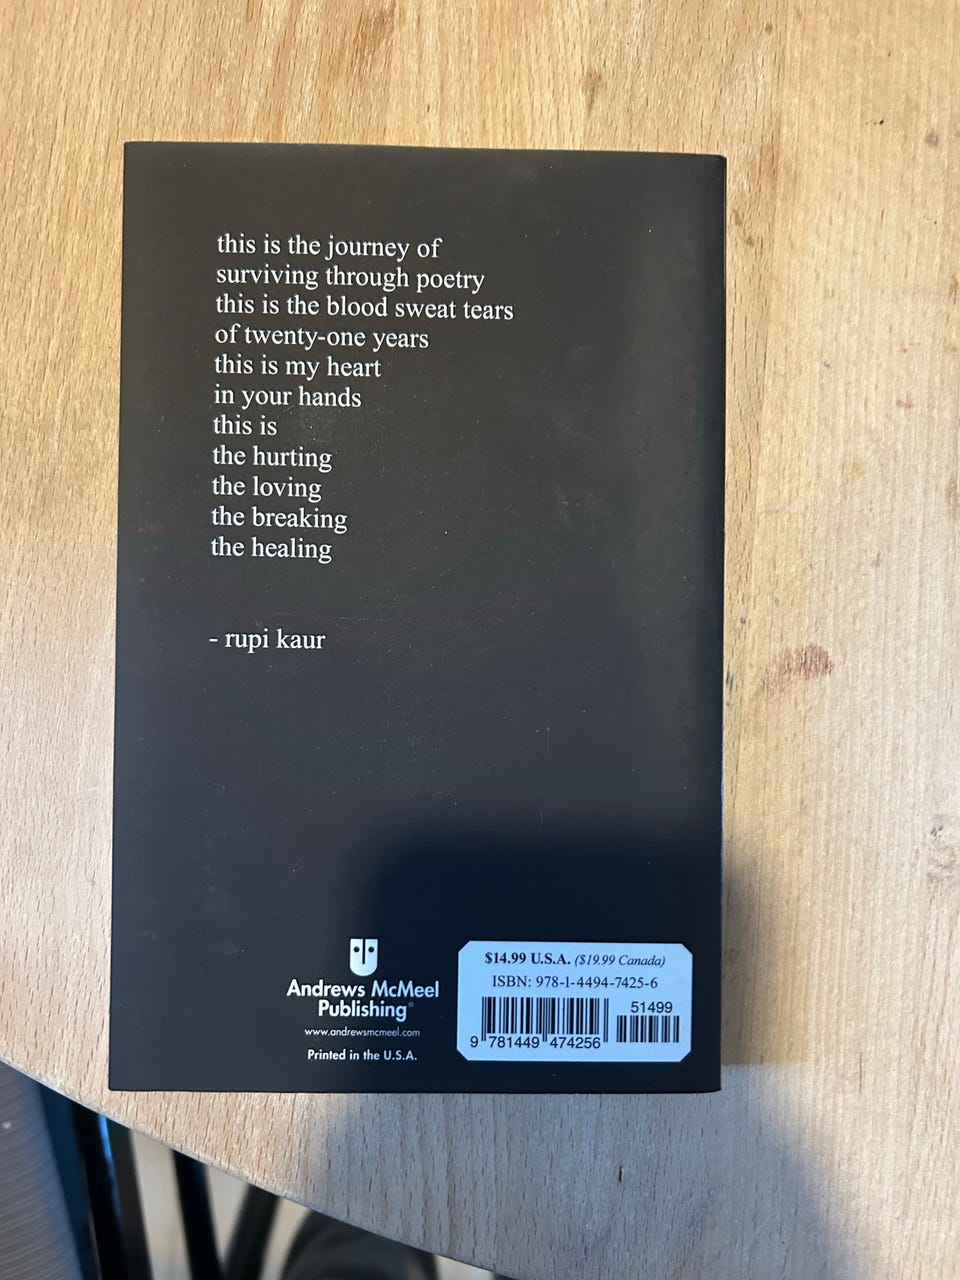 this is the journey of
surviving through poetry
this is the blood sweat tears
of twenty-one years
this is my heart
in your hands
this is
the hurting
the loving
the breaking
the healing
- rupi kaur
Andrews McMeel
Publishing®
www.andrewsmcmeel.com
Printed in the U.S.A.
$14.99 U.S.A. ($19.99 Canada)
ISBN: 978-1-4494-7425-6
51499
9 781449 474256